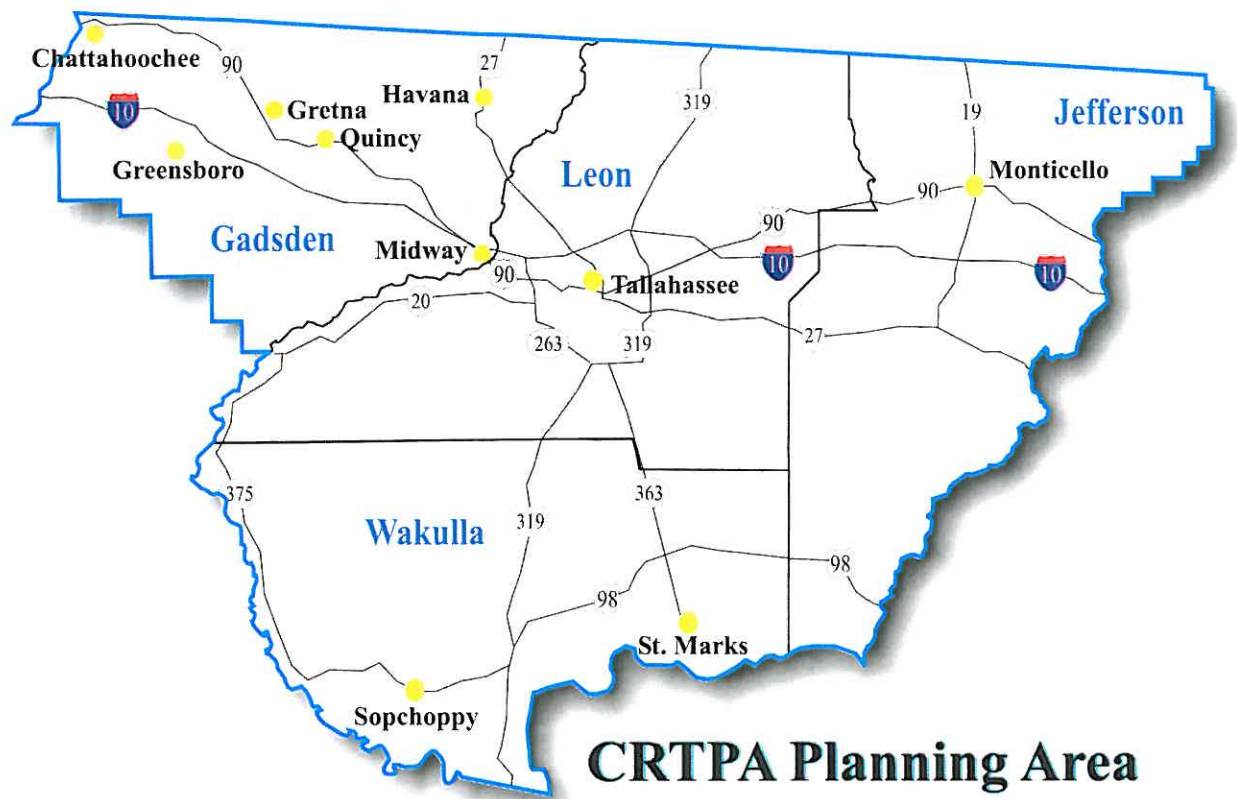 Chattahoochee
90
27
Havana
319
10
Gretna
19
Jefferson
Quincy
Greensboro
Leon
Monticello
90
Gadsden
90
Midway
10
10
90
Tallahassee
20
263
319
27
375
363
Wakulla
319
98
98
St. Marks
Sopchoppy
CRTPA Planning Area